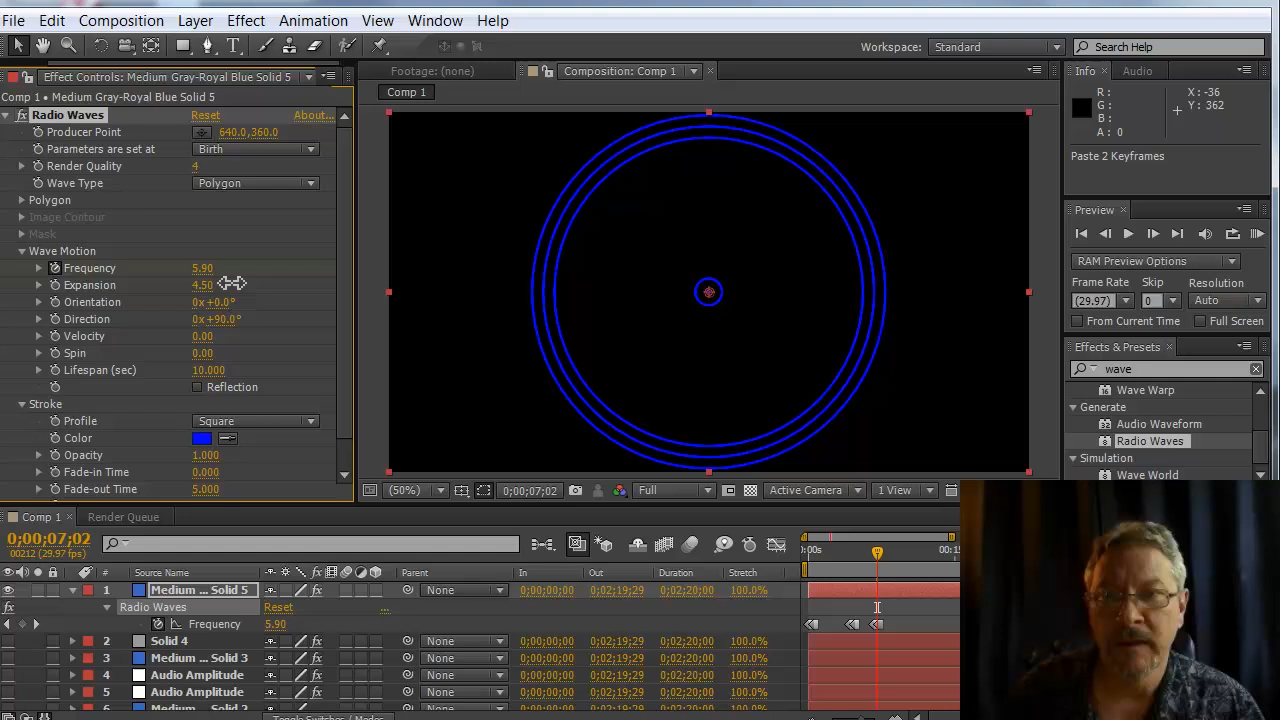 File Edit Composition Layer Effect Animation View Window Help
Workspace: Standard Search Help
Effect Controls: Medium Gray-Royal Blue Solid 5
Footage: (none) Composition: Comp 1
Info Audio
Comp 1 • Medium Gray-Royal Blue Solid 5
Comp 1
fx Radio Waves Reset About...
Producer Point 640.0,360.0
Parameters are set at Birth
Render Quality 4
Wave Type Polygon
Polygon
Image Contour
Mask
Wave Motion
Frequency 5.90
Expansion 4.50
Orientation 0x+0.0°
Direction 0x+90.0°
Velocity 0.00
Spin 0.00
Lifespan (sec) 10.000
Reflection
Stroke
Profile Square
Color
Opacity 1.000
Fade-in Time 0.000
Fade-out Time 5.000
R: X: -36
G: Y: 362
B:
A: 0
Paste 2 Keyframes
Preview
RAM Preview Options
Frame Rate Skip Resolution
(29.97) 0 Auto
From Current Time Full Screen
Effects & Presets
wave
Wave Warp
Generate
Audio Waveform
Radio Waves
Simulation
Wave World
(50%) 0;00;07;02 Full Active Camera 1 View
Comp 1 Render Queue
0;00;07;02
00212 (29.97 fps)
:00s 00:15
# Source Name Parent In Out Duration Stretch
1 Medium ... Solid 5 fx None 0;00;00;00 0;02;19;29 0;02;20;00 100.0%
fx Radio Waves Reset ...
Frequency 5.90
2 Solid 4 fx None 0;00;00;00 0;02;19;29 0;02;20;00 100.0%
3 Medium ... Solid 3 fx None 0;00;00;00 0;02;19;29 0;02;20;00 100.0%
4 Audio Amplitude fx None 0;00;00;00 0;02;19;29 0;02;20;00 100.0%
5 Audio Amplitude fx None 0;00;00;00 0;02;19;29 0;02;20;00 100.0%
Toggle Switches / Modes